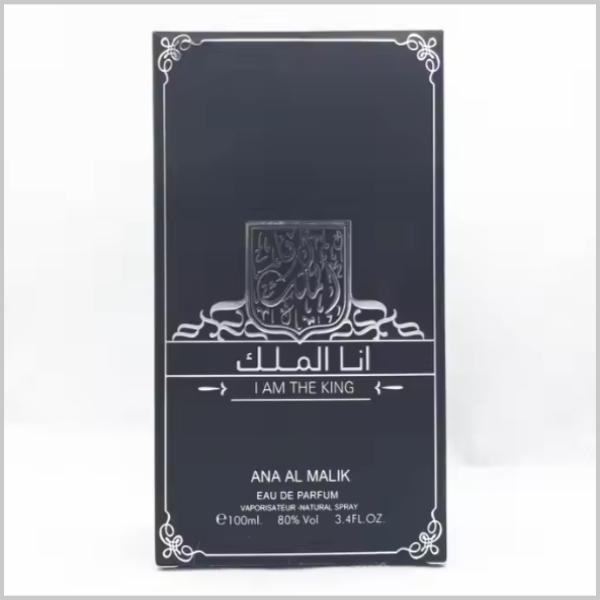 انا الملك
I AM THE KING
ANA AL MALIK
EAU DE PARFUM
VAPORISATEUR -NATURAL SPRAY
℮100ml. 80% Vol 3.4FL.OZ.